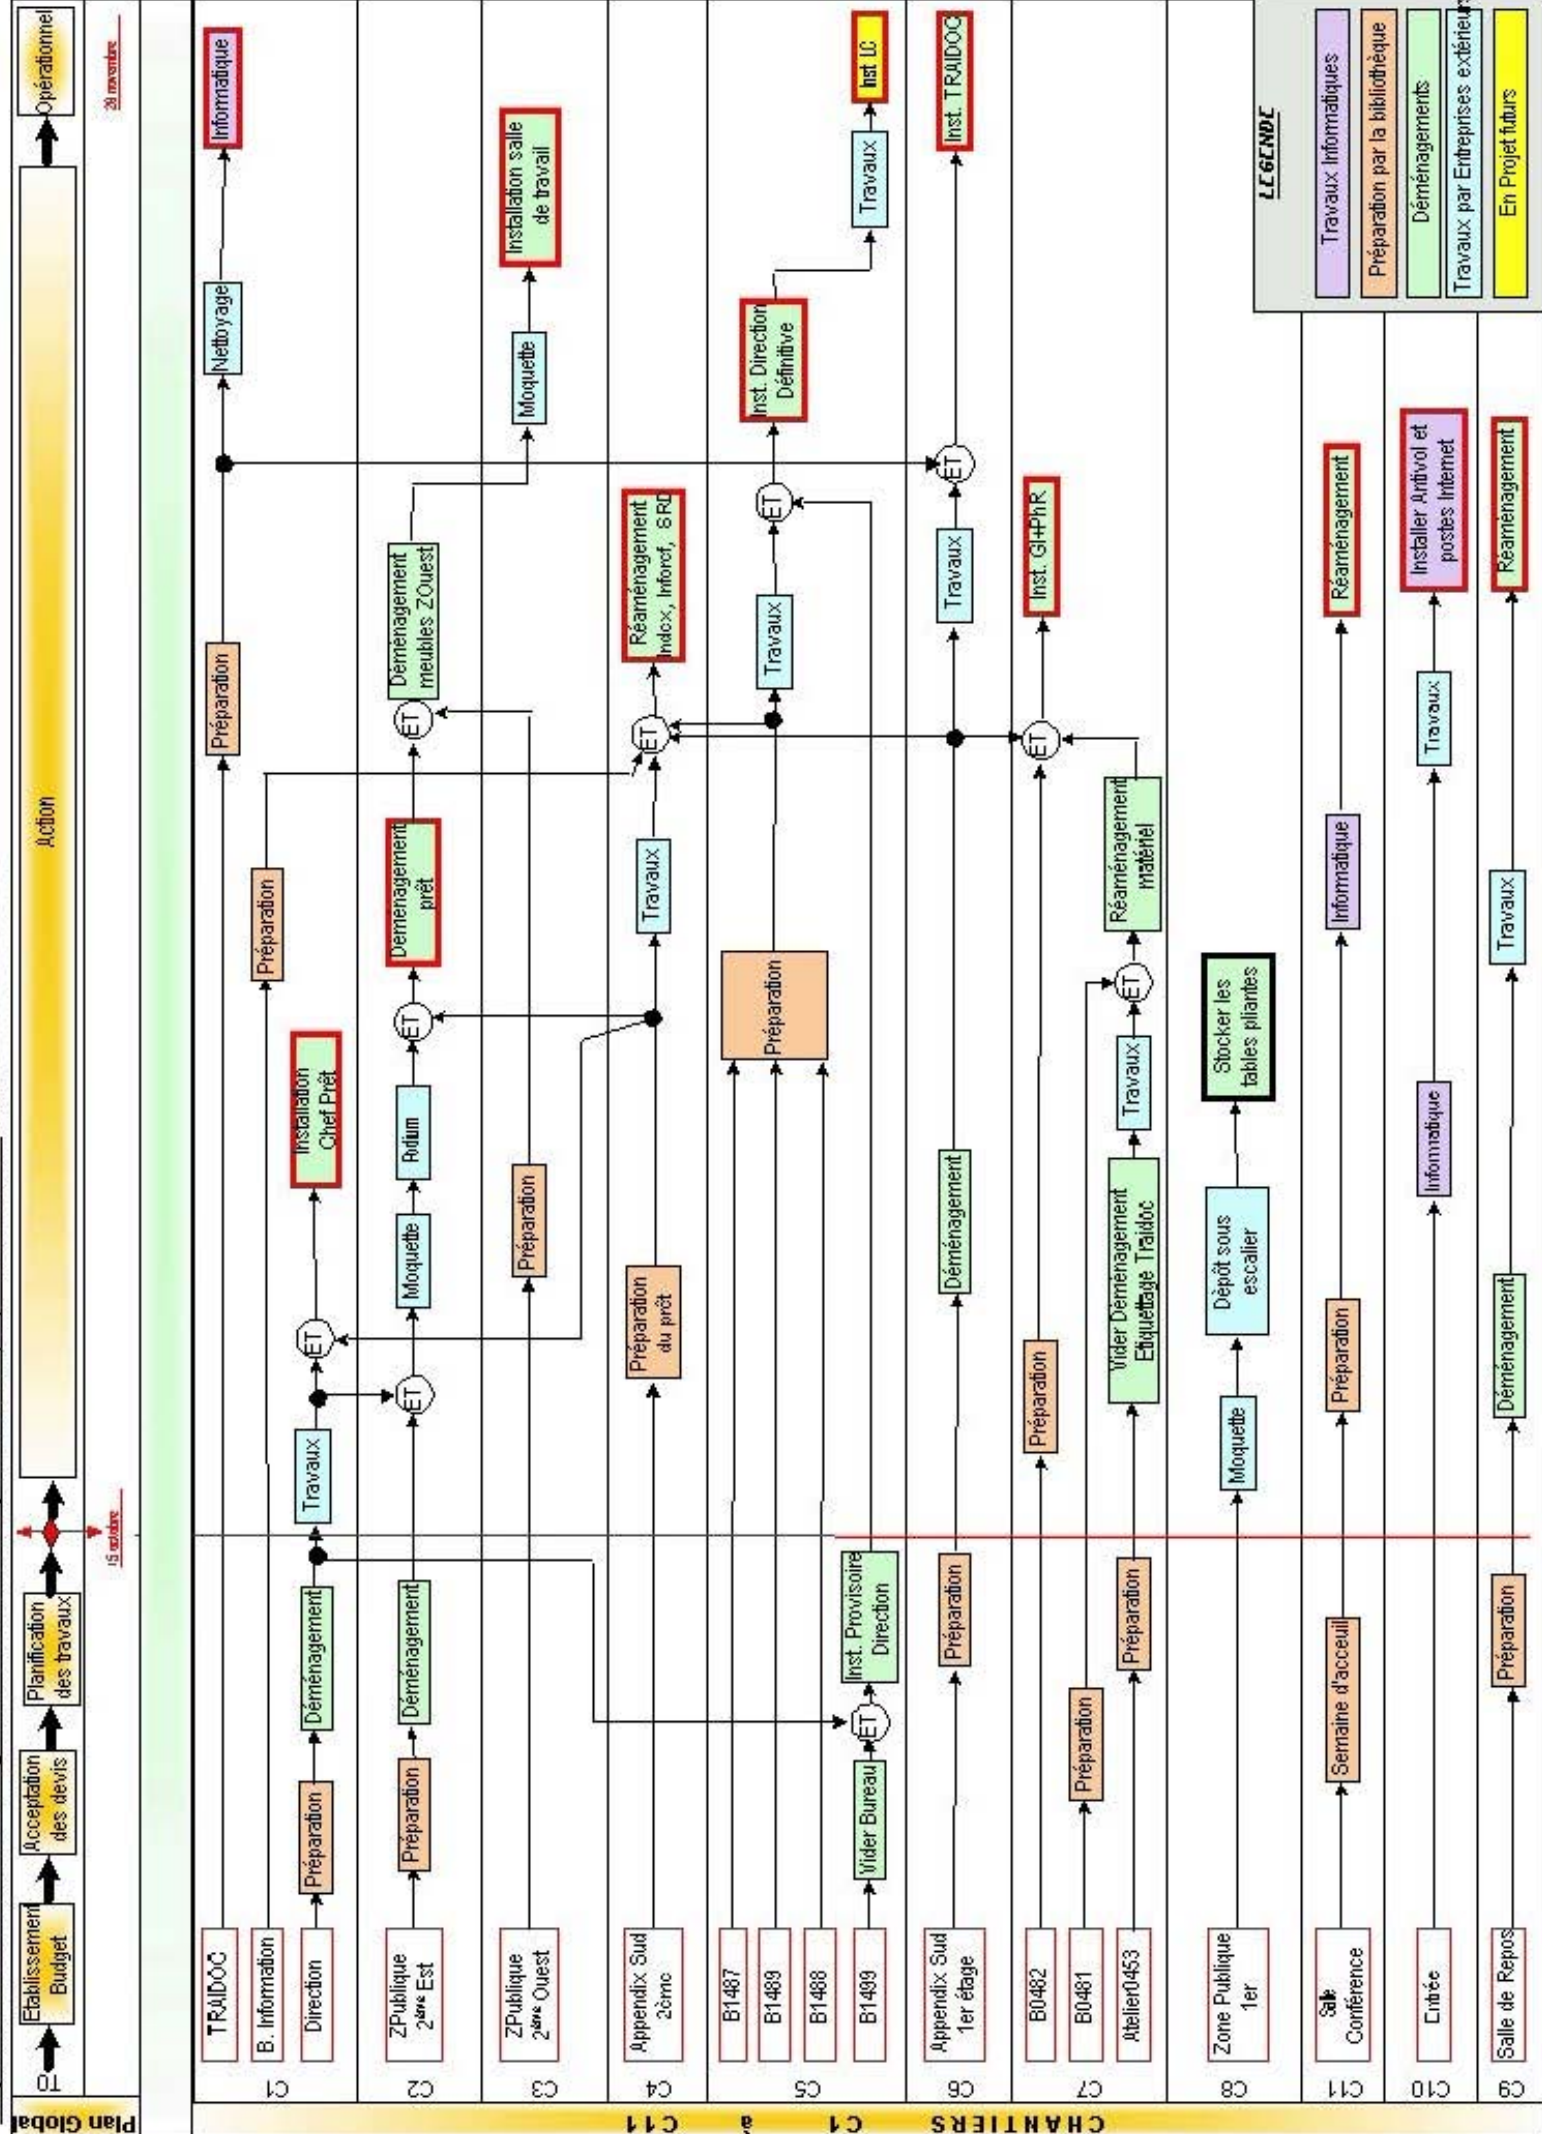 Plan Global
T0
Etablissement
Budget
Acceptation
des devis
Planification
des travaux
Action
Opérationnel
15 octobre
28 novembre
CHANTIERS C1 à C11
C1
TRAIDOC
Préparation
Nettoyage
Informatique
B. Information
Préparation
Direction
Préparation
Déménagement
Travaux
ET
Installation
Chef Prêt
C2
ZPublique
2ème Est
Préparation
Déménagement
ET
Moquette
Podium
ET
Déménagement
prêt
ET
Déménagement
meubles ZOuest
C3
ZPublique
2ème Ouest
Préparation
Moquette
Installation salle
de travail
C4
Appendix Sud
2ème
Préparation
du prêt
Travaux
ET
Réaménagement
Index, Inforef, SRD
C5
B1487
B1489
B1488
Préparation
Travaux
ET
Inst. Direction
Définitive
B1499
Vider Bureau
ET
Inst. Provisoire
Direction
Travaux
Inst LC
C6
Appendix Sud
1er étage
Préparation
Déménagement
Travaux
ET
Inst. TRAIDOC
C7
B0482
Préparation
ET
Inst. GI+PhR
B0481
Préparation
Atelier0453
Préparation
Vider Déménagement
Etiquettage Traidoc
Travaux
ET
Réaménagement
matériel
C8
Zone Publique
1er
Moquette
Dépôt sous
escalier
Stocker les
tables pliantes
C11
Salle
Conférence
Semaine d'acceuil
Préparation
Informatique
Réaménagement
C10
Entrée
Informatique
Travaux
Installer Antivol et
postes Internet
C9
Salle de Repos
Préparation
Déménagement
Travaux
Réaménagement
LEGENDE
Travaux Informatiques
Préparation par la bibliothèque
Déménagements
Travaux par Entreprises extérieurs
En Projet futurs